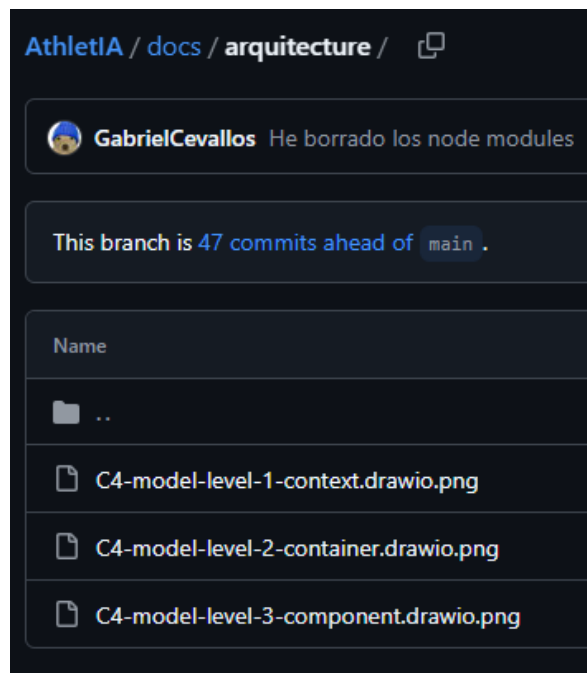 AthletIA / docs / arquitecture /
GabrielCevallos He borrado los node modules
This branch is 47 commits ahead of main .
Name
..
C4-model-level-1-context.drawio.png
C4-model-level-2-container.drawio.png
C4-model-level-3-component.drawio.png